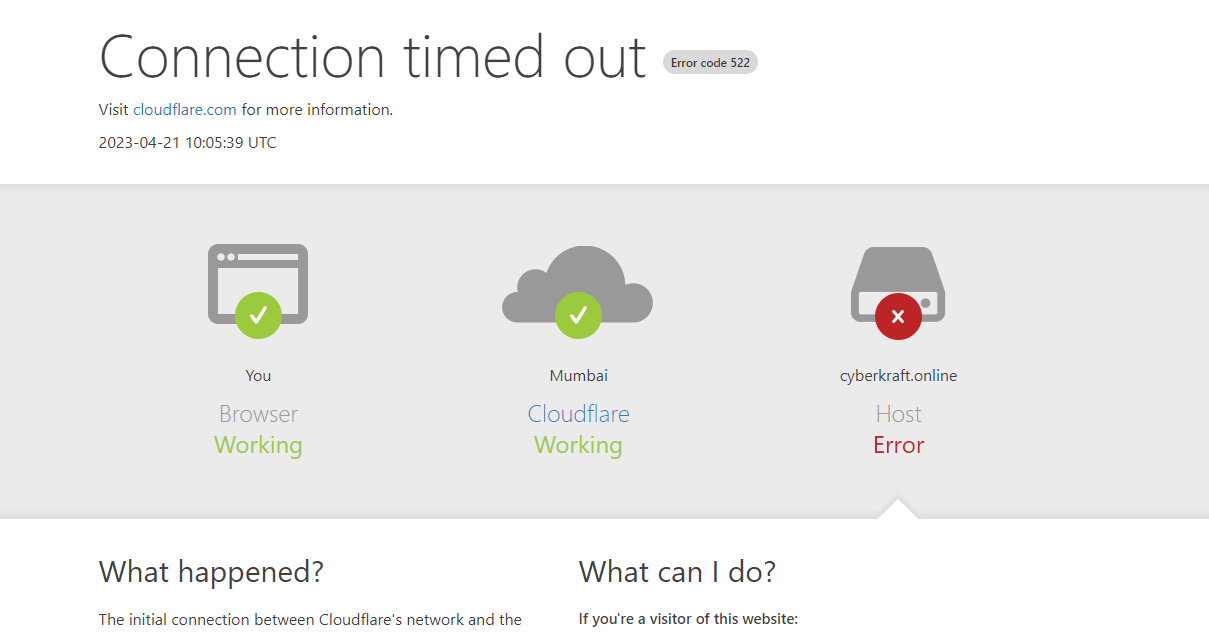 Connection timed out Error code 522
Visit cloudflare.com for more information.
2023-04-21 10:05:39 UTC
You
Browser
Working
Mumbai
Cloudflare
Working
cyberkraft.online
Host
Error
What happened?
The initial connection between Cloudflare's network and the
What can I do?
If you're a visitor of this website: